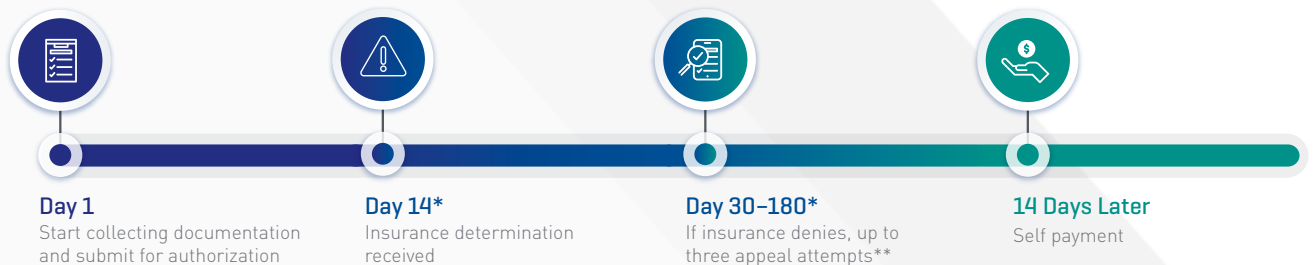 $
Day 1
Start collecting documentation
and submit for authorization
Day 14*
Insurance determination
received
Day 30–180*
If insurance denies, up to
three appeal attempts**
14 Days Later
Self payment